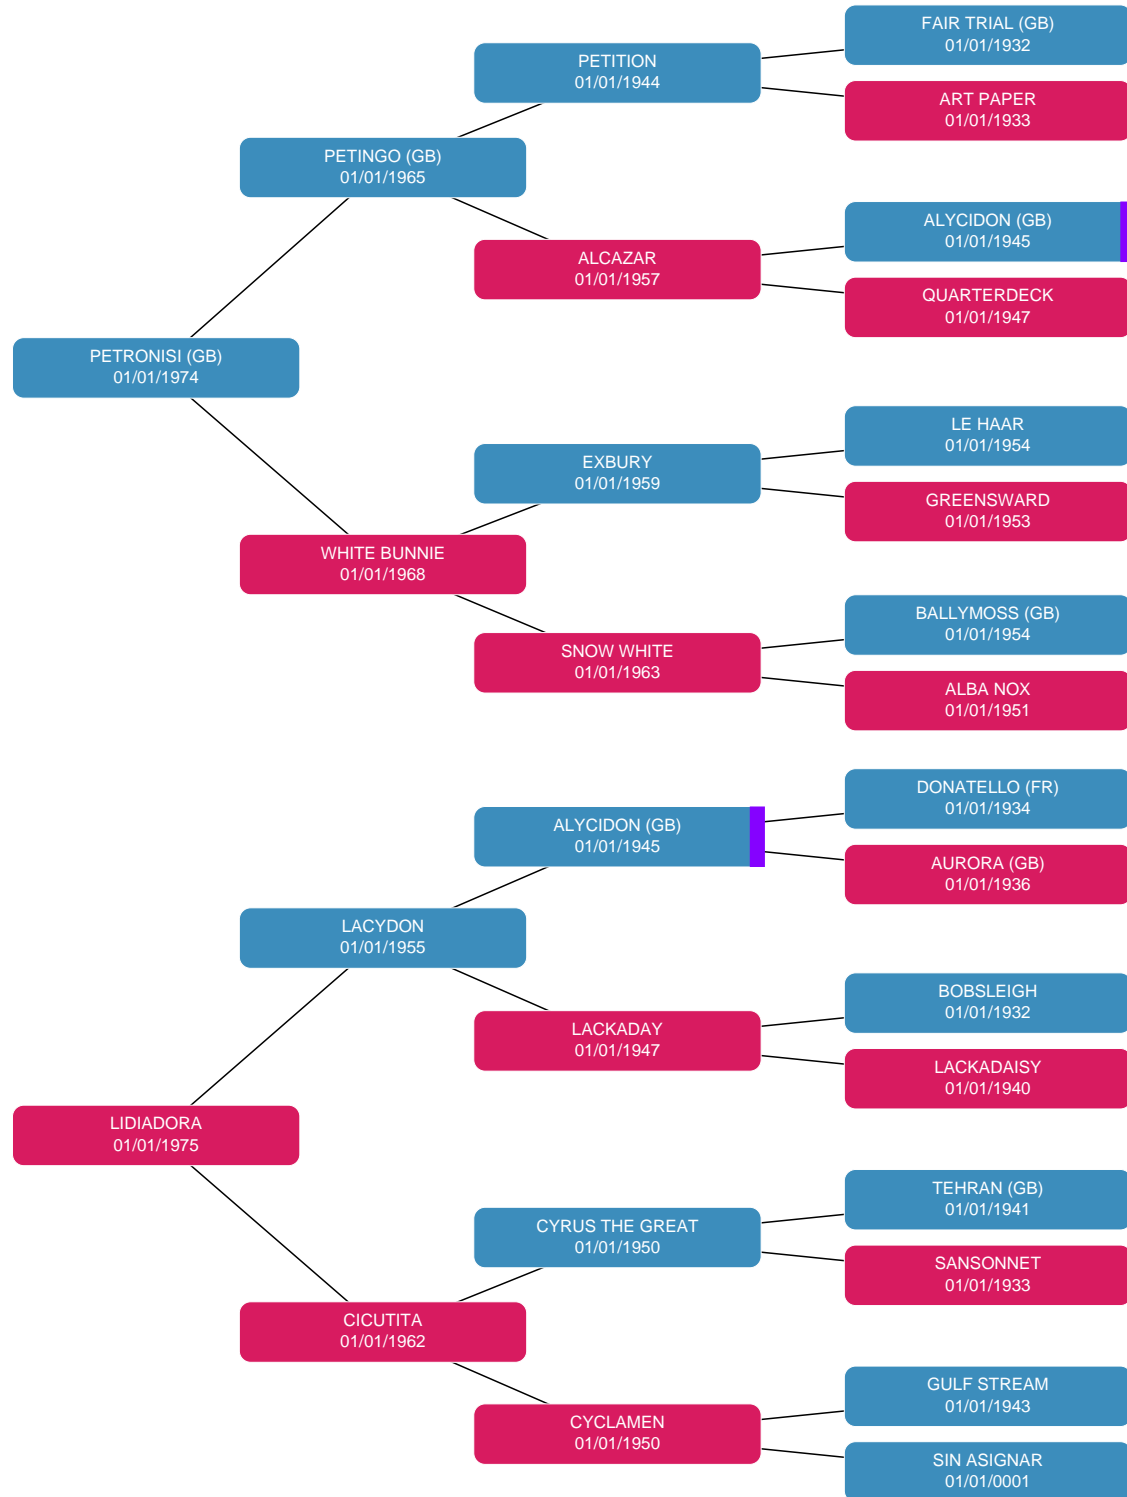 FAIR TRIAL (GB)
01/01/1932
PETITION
01/01/1944
ART PAPER
01/01/1933
PETINGO (GB)
01/01/1965
ALYCIDON (GB)
01/01/1945
ALCAZAR
01/01/1957
QUARTERDECK
01/01/1947
PETRONISI (GB)
01/01/1974
LE HAAR
01/01/1954
EXBURY
01/01/1959
GREENSWARD
01/01/1953
WHITE BUNNIE
01/01/1968
BALLYMOSS (GB)
01/01/1954
SNOW WHITE
01/01/1963
ALBA NOX
01/01/1951
DONATELLO (FR)
01/01/1934
ALYCIDON (GB)
01/01/1945
AURORA (GB)
01/01/1936
LACYDON
01/01/1955
BOBSLEIGH
01/01/1932
LACKADAY
01/01/1947
LACKADAISY
01/01/1940
LIDIADORA
01/01/1975
TEHRAN (GB)
01/01/1941
CYRUS THE GREAT
01/01/1950
SANSONNET
01/01/1933
CICUTITA
01/01/1962
GULF STREAM
01/01/1943
CYCLAMEN
01/01/1950
SIN ASIGNAR
01/01/0001